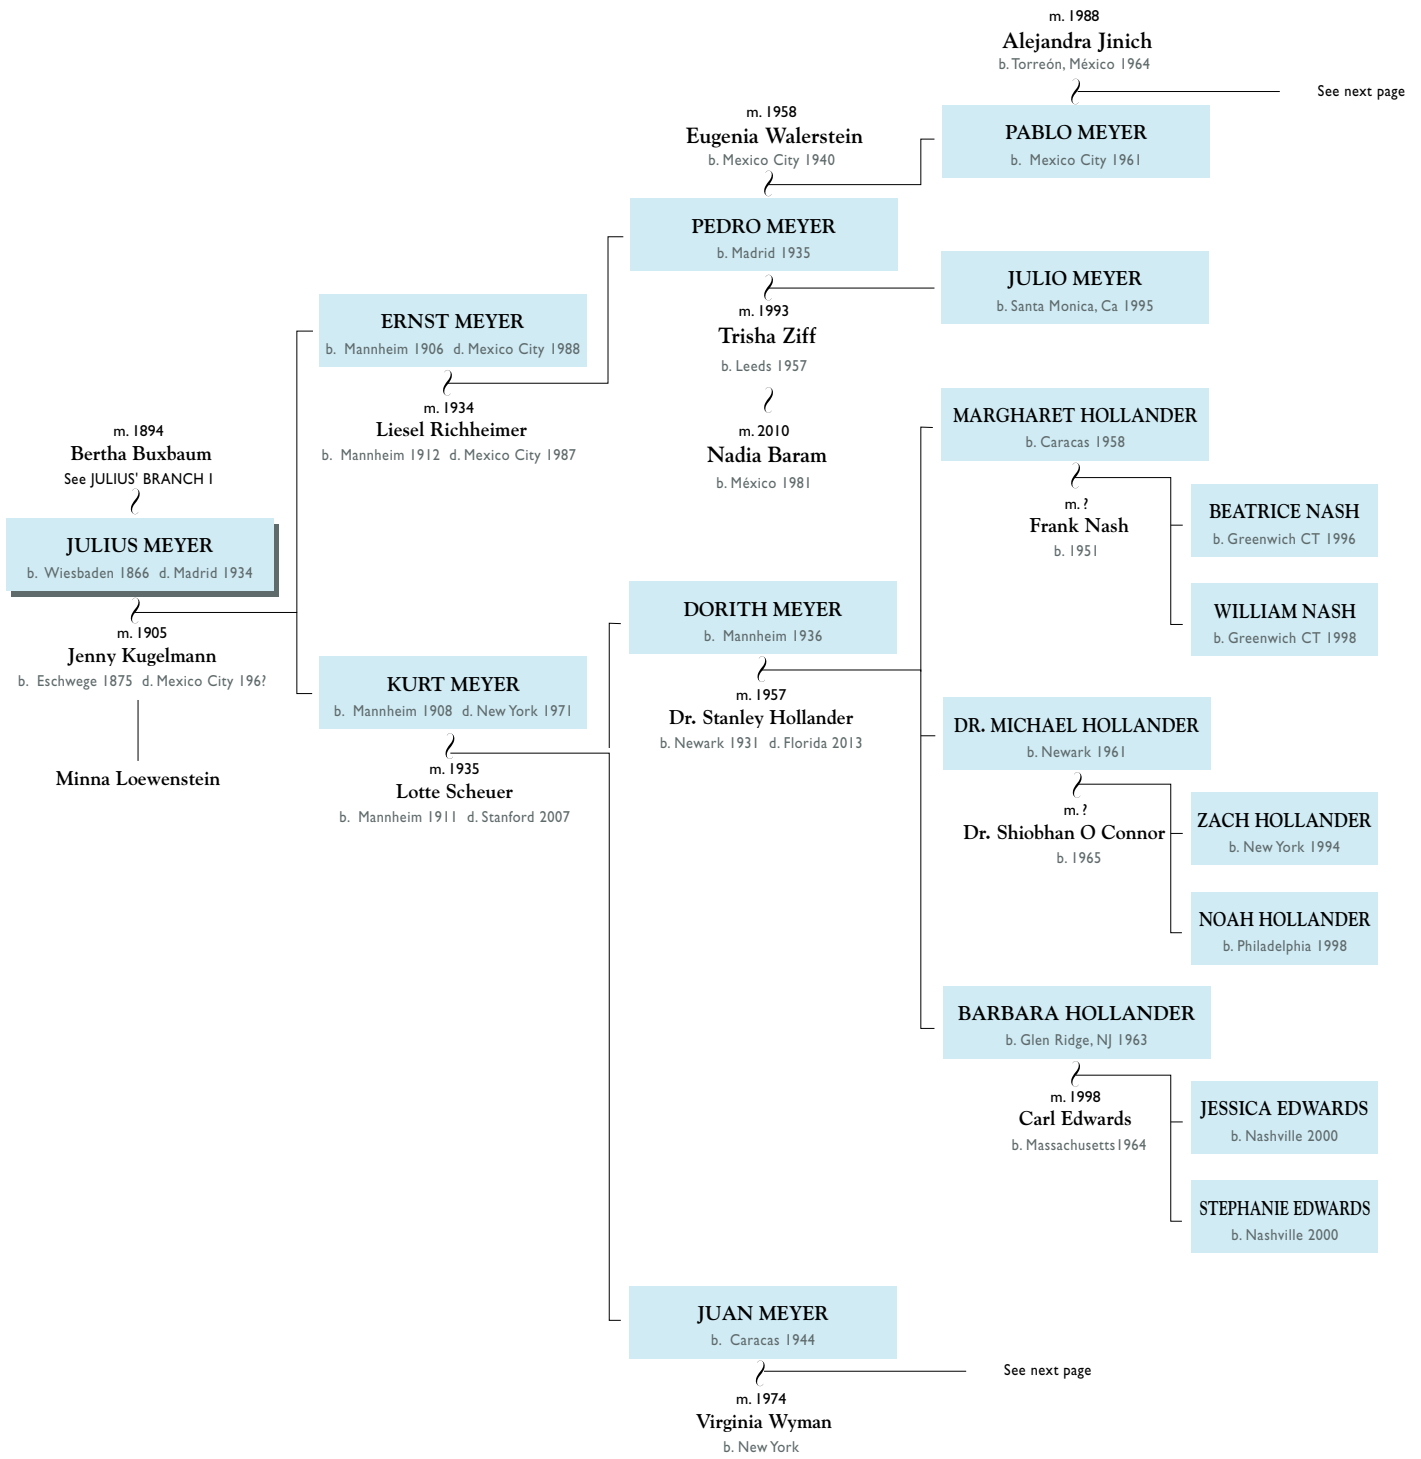 m. 1988
Alejandra Jinich
b. Torreón, México 1964
See next page
PABLO MEYER
b. Mexico City 1961
m. 1958
Eugenia Walerstein
b. Mexico City 1940
PEDRO MEYER
b. Madrid 1935
JULIO MEYER
b. Santa Monica, Ca 1995
m. 1993
Trisha Ziff
b. Leeds 1957
m. 2010
Nadia Baram
b. México 1981
ERNST MEYER
b. Mannheim 1906 d. Mexico City 1988
m. 1934
Liesel Richheimer
b. Mannheim 1912 d. Mexico City 1987
m. 1894
Bertha Buxbaum
See JULIUS' BRANCH I
JULIUS MEYER
b. Wiesbaden 1866 d. Madrid 1934
m. 1905
Jenny Kugelmann
b. Eschwege 1875 d. Mexico City 196?
Minna Loewenstein
KURT MEYER
b. Mannheim 1908 d. New York 1971
m. 1935
Lotte Scheuer
b. Mannheim 1911 d. Stanford 2007
DORITH MEYER
b. Mannheim 1936
m. 1957
Dr. Stanley Hollander
b. Newark 1931 d. Florida 2013
MARGHARET HOLLANDER
b. Caracas 1958
m. ?
Frank Nash
b. 1951
BEATRICE NASH
b. Greenwich CT 1996
WILLIAM NASH
b. Greenwich CT 1998
DR. MICHAEL HOLLANDER
b. Newark 1961
m. ?
Dr. Shiobhan O Connor
b. 1965
ZACH HOLLANDER
b. New York 1994
NOAH HOLLANDER
b. Philadelphia 1998
BARBARA HOLLANDER
b. Glen Ridge, NJ 1963
m. 1998
Carl Edwards
b. Massachusetts1964
JESSICA EDWARDS
b. Nashville 2000
STEPHANIE EDWARDS
b. Nashville 2000
JUAN MEYER
b. Caracas 1944
See next page
m. 1974
Virginia Wyman
b. New York